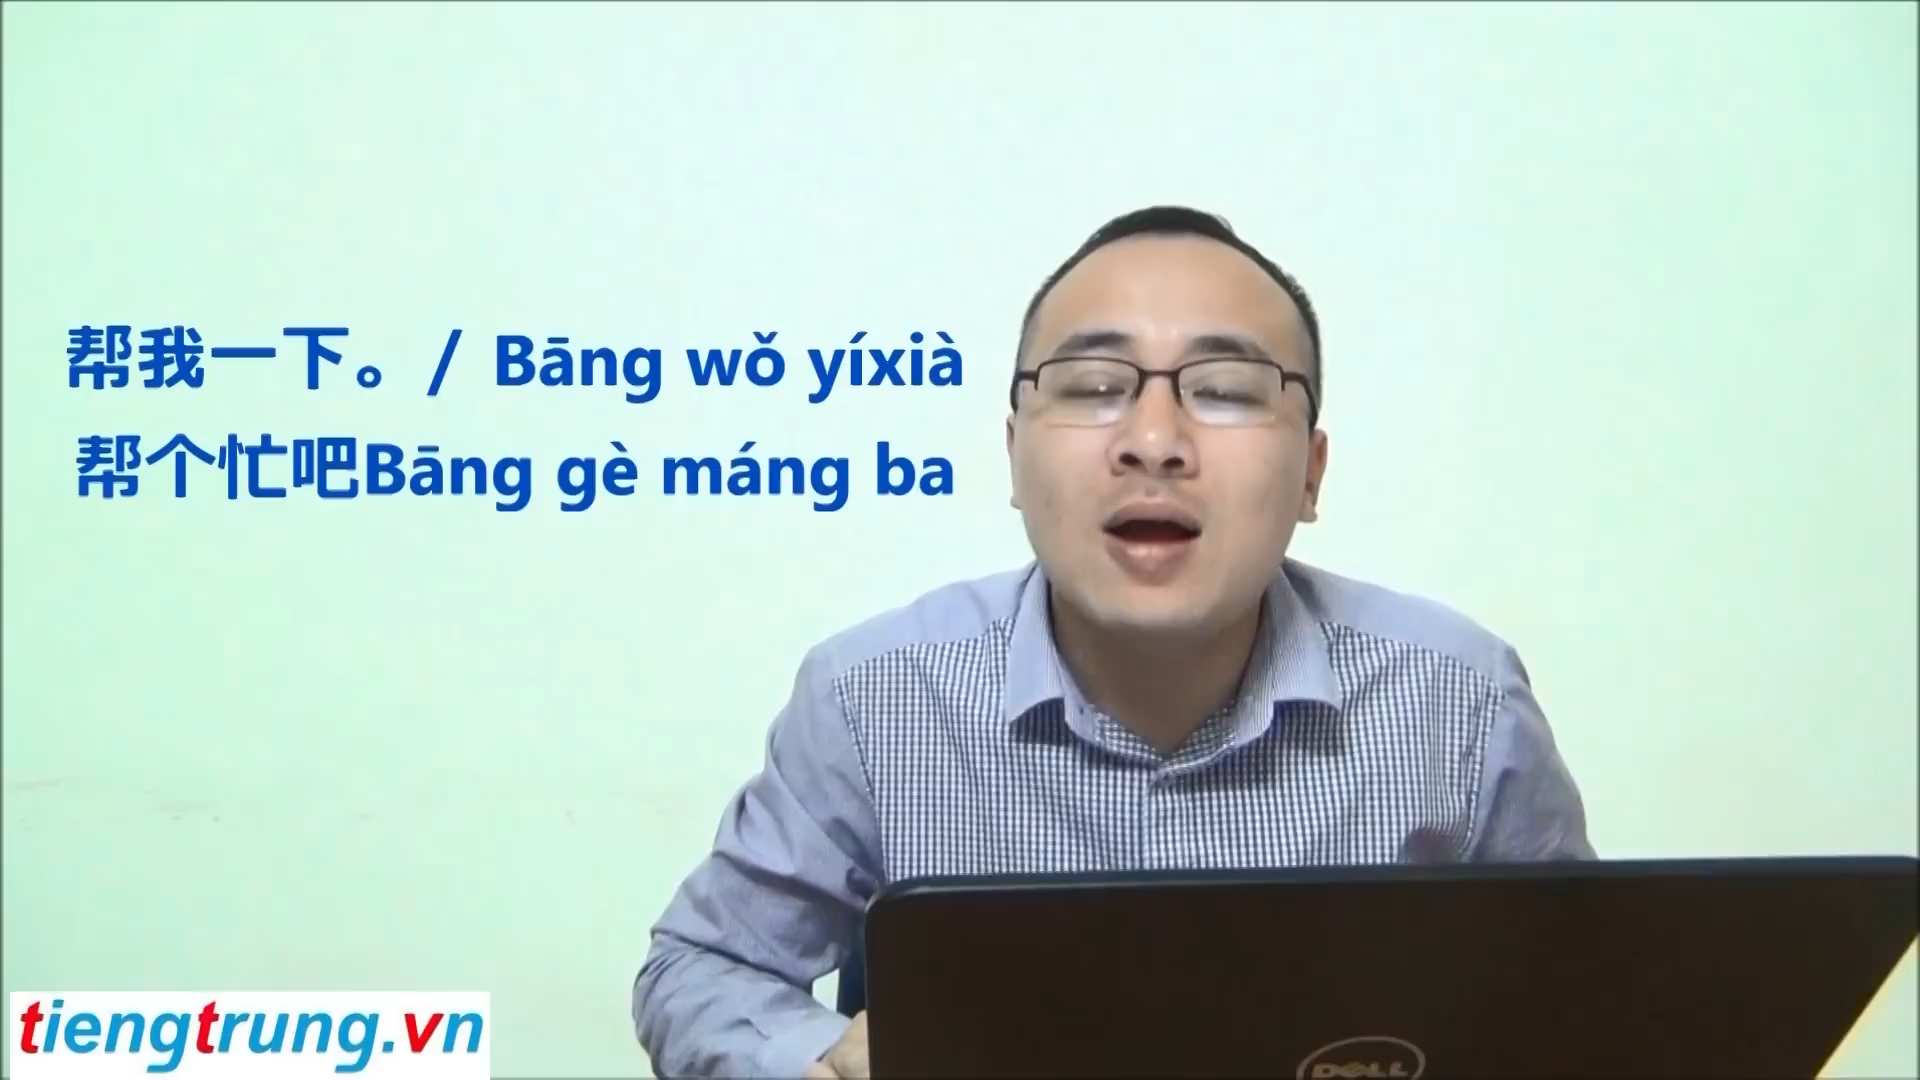 帮我一下。/ Bāng wǒ yíxià
帮个忙吧Bāng gè máng ba
tiengtrung.vn
DELL